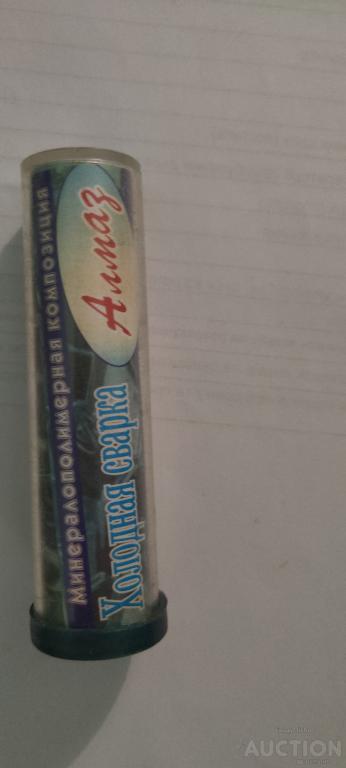 Минералополимерная композиция
Алмаз
Холодная сварка
AUCTION